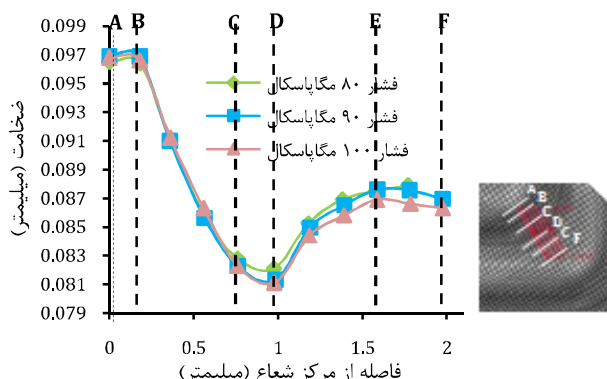 A B C D E F
0.099
0.097
0.095
0.093
0.091
0.089
0.087
0.085
0.083
0.081
0.079
ضخامت (میلیمتر)
فشار ۸۰ مگاپاسکال
فشار ۹۰ مگاپاسکال
فشار ۱۰۰ مگاپاسکال
0 0.5 1 1.5 2
فاصله از مرکز شعاع (میلیمتر)
A
B
C
D
C
F